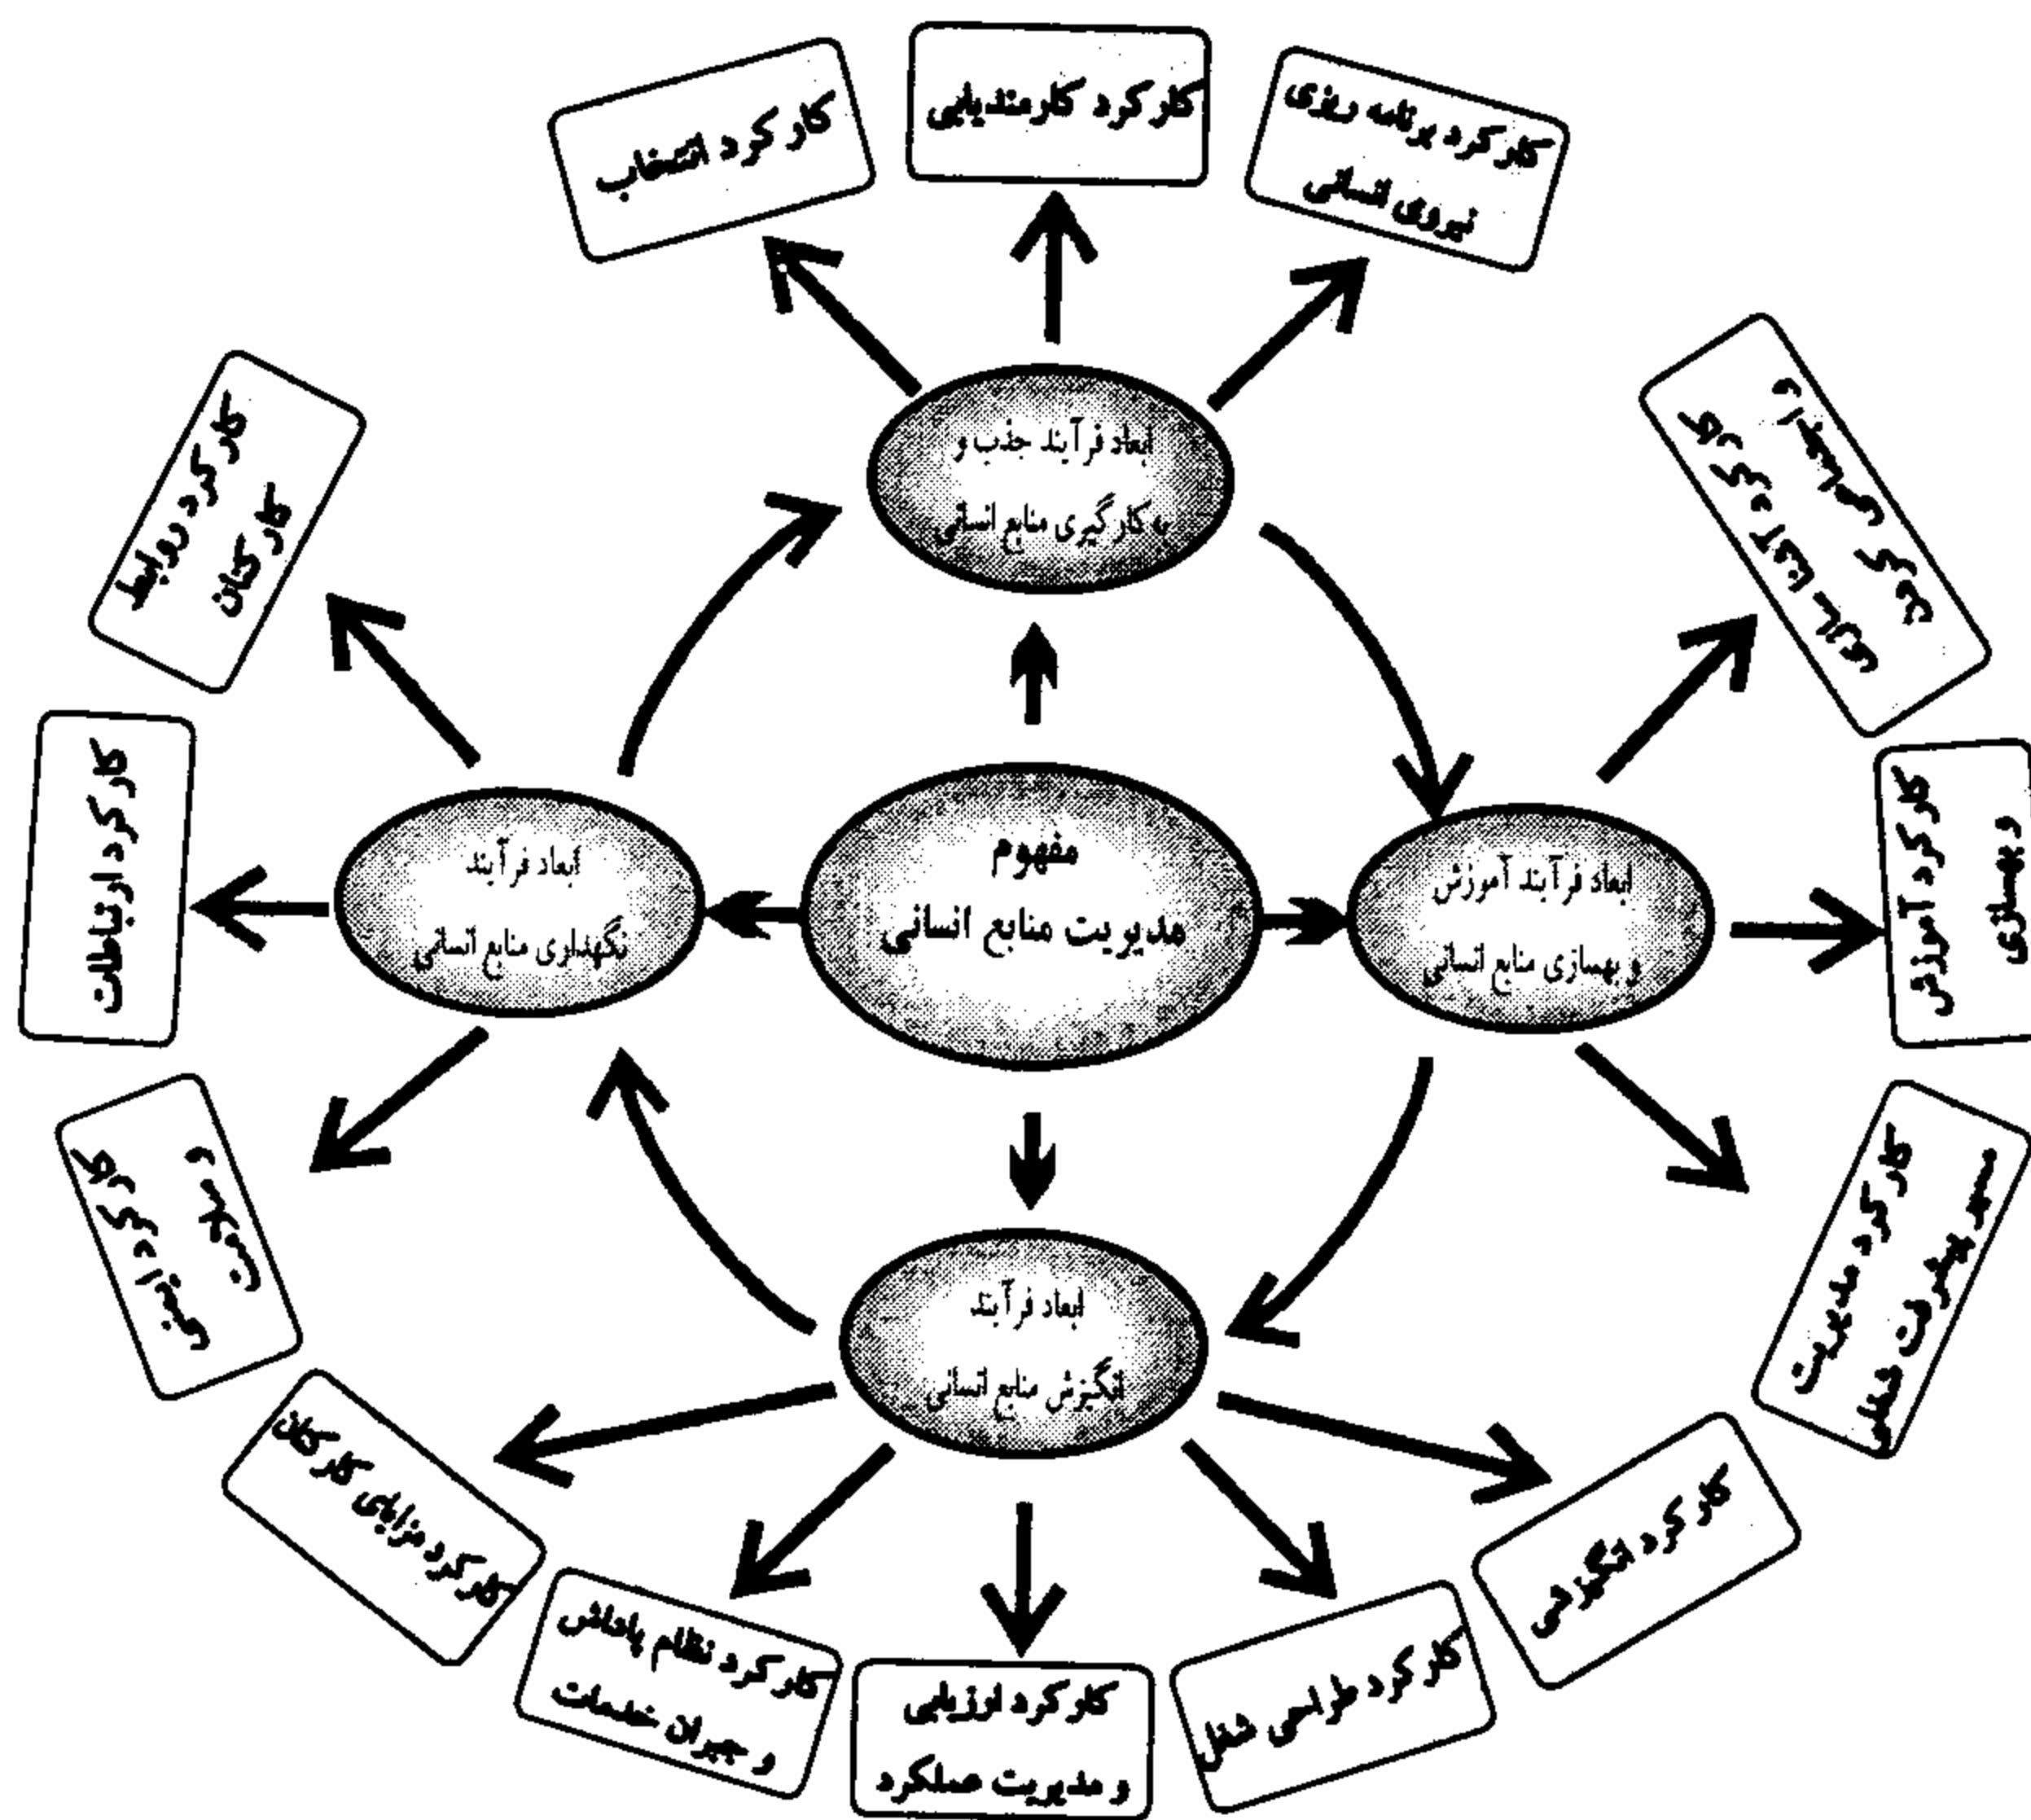 کارکرد انتخاب
کارکرد کارمندیابی
کارکرد برنامه ریزی
نیروی انسانی
ابعاد فرآیند جذب و
بکارگیری منابع انسانی
کارکرد روابط
کارکنان
کارکرد ارتباطات
کارکرد
ایمنی
و
تندرستی
ابعاد فرآیند
نگهداری منابع انسانی
مفهوم
مدیریت منابع انسانی
ابعاد فرآیند آموزش
و بهسازی منابع انسانی
کارکرد آموزش
و بهسازی
کارکرد مدیریت
مسیر پیشرفت شغلی
ابعاد فرآیند
انگیزش منابع انسانی
کارکرد مزایای کارکنان
کارکرد نظام پاداش
و جبران خدمات
کارکرد ارزیابی
و مدیریت عملکرد
کارکرد طراحی شغل
کارکرد انگیزشی